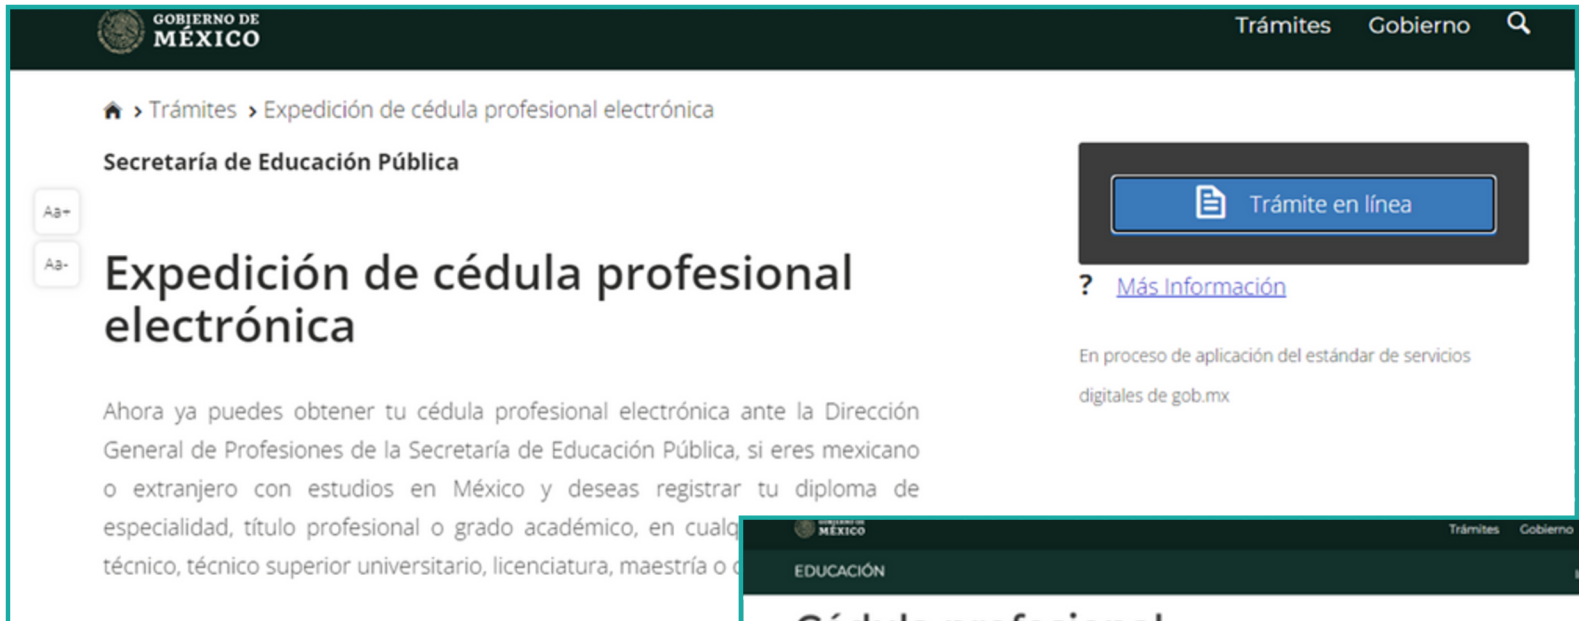 GOBIERNO DE
MÉXICO
Trámites Gobierno
Trámites > Expedición de cédula profesional electrónica
Secretaría de Educación Pública
Aa+
Aa-
Expedición de cédula profesional
electrónica
Ahora ya puedes obtener tu cédula profesional electrónica ante la Dirección
General de Profesiones de la Secretaría de Educación Pública, si eres mexicano
o extranjero con estudios en México y deseas registrar tu diploma de
especialidad, título profesional o grado académico, en
técnico, técnico superior universitario, licenciatura, maestría o
Trámite en línea
? Más Información
En proceso de aplicación del estándar de servicios
digitales de gob.mx
GOBIERNO DE
MÉXICO
Trámites Gobierno
EDUCACIÓN
Cédula profesional